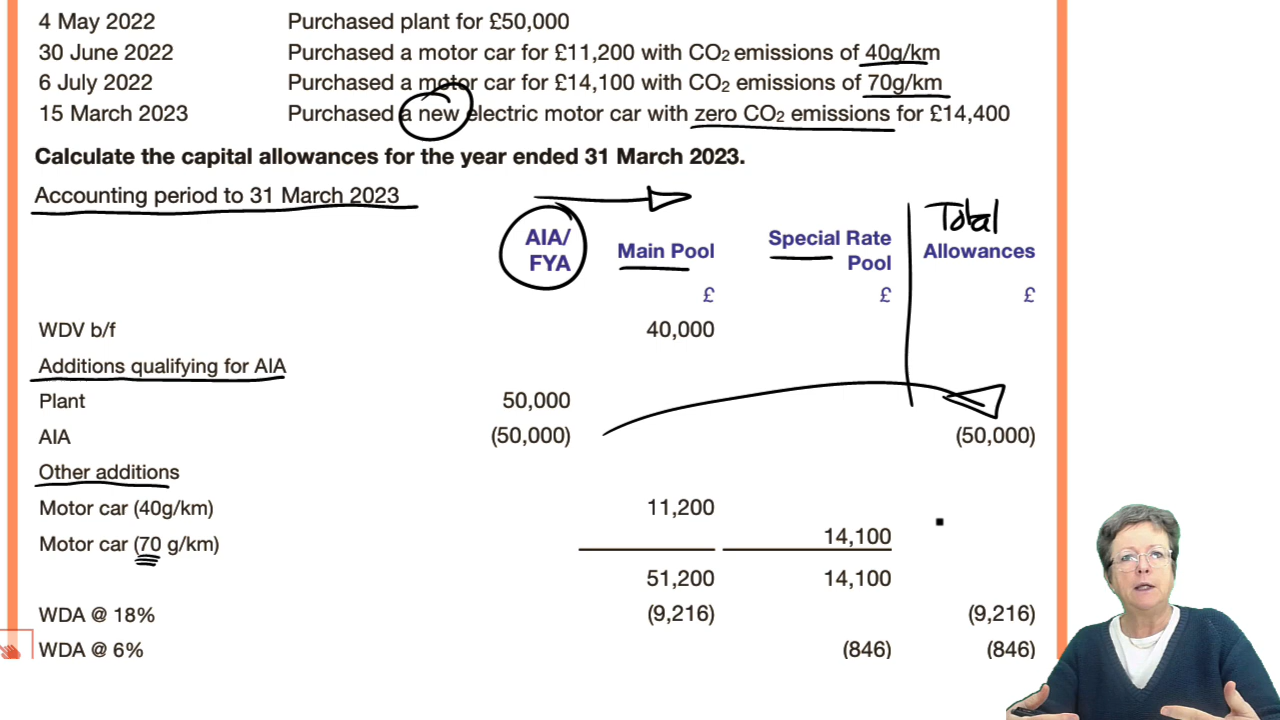 4 May 2022 Purchased plant for £50,000
30 June 2022 Purchased a motor car for £11,200 with CO2 emissions of 40g/km
6 July 2022 Purchased a motor car for £14,100 with CO2 emissions of 70g/km
15 March 2023 Purchased a new electric motor car with zero CO2 emissions for £14,400
Calculate the capital allowances for the year ended 31 March 2023.
Accounting period to 31 March 2023
Total
AIA/ Main Pool Special Rate Allowances
FYA Pool
£ £ £
WDV b/f 40,000
Additions qualifying for AIA
Plant 50,000
AIA (50,000) (50,000)
Other additions
Motor car (40g/km) 11,200
Motor car (70 g/km) 14,100
51,200 14,100
WDA @ 18% (9,216) (9,216)
WDA @ 6% (846) (846)